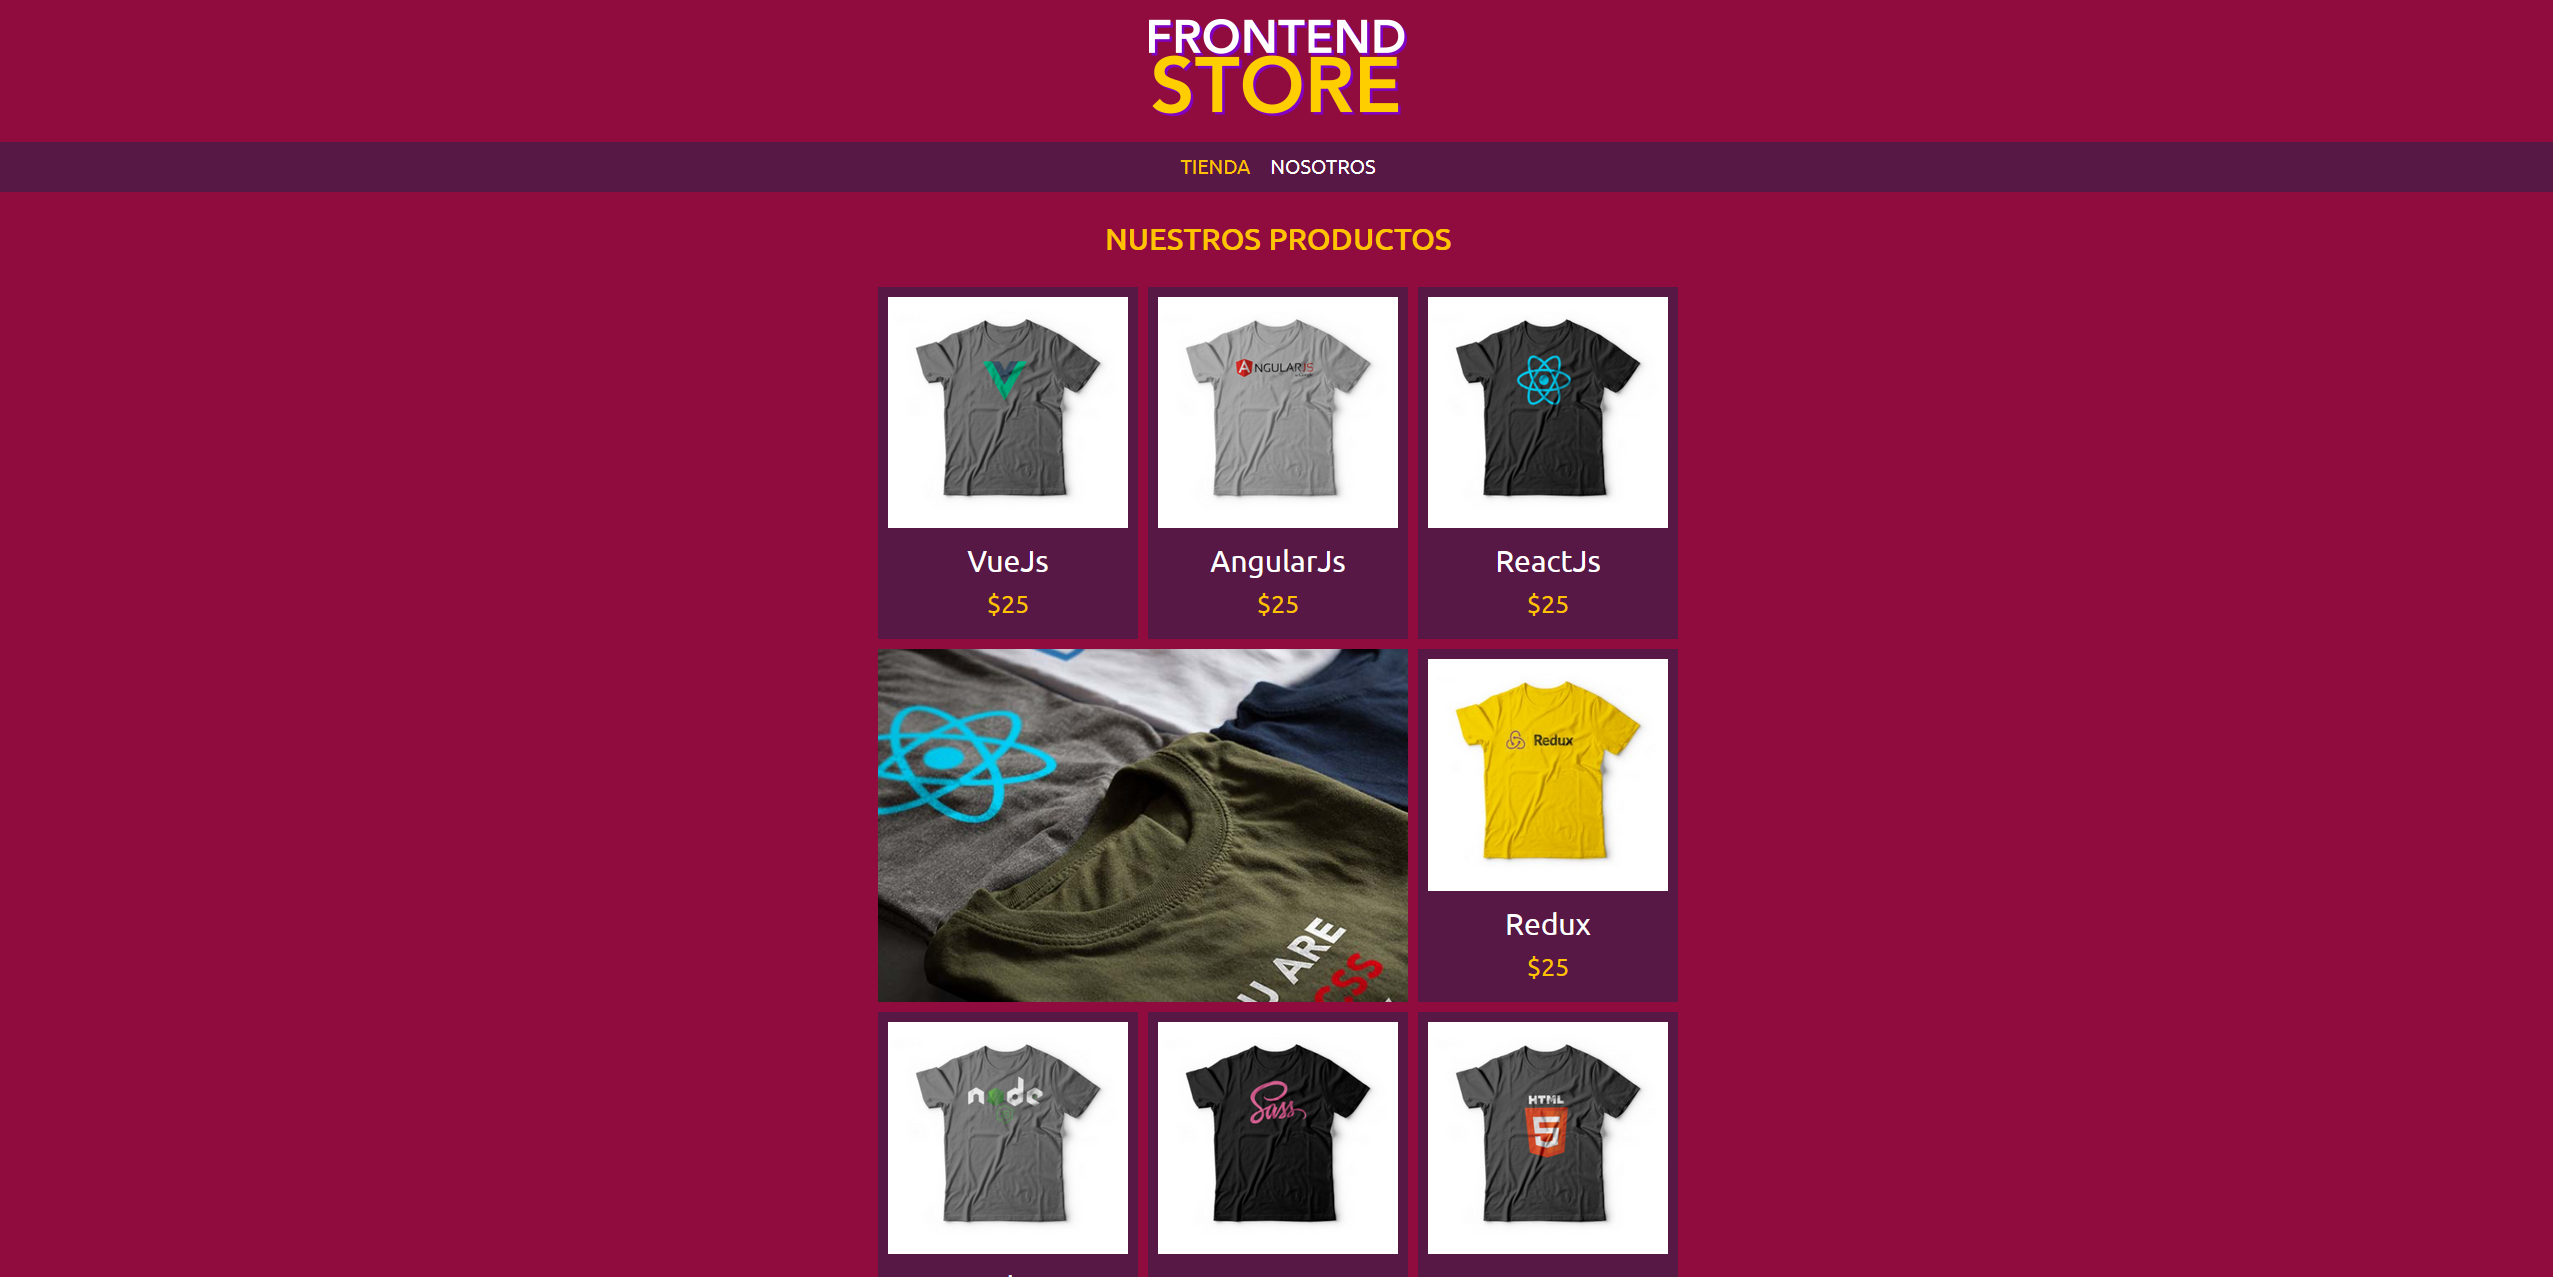 FRONTEND
STORE
TIENDA NOSOTROS
NUESTROS PRODUCTOS
ANGULARJS
VueJs
$25
AngularJs
$25
ReactJs
$25
ARE
Redux
Redux
$25
node
Sass
HTML
5